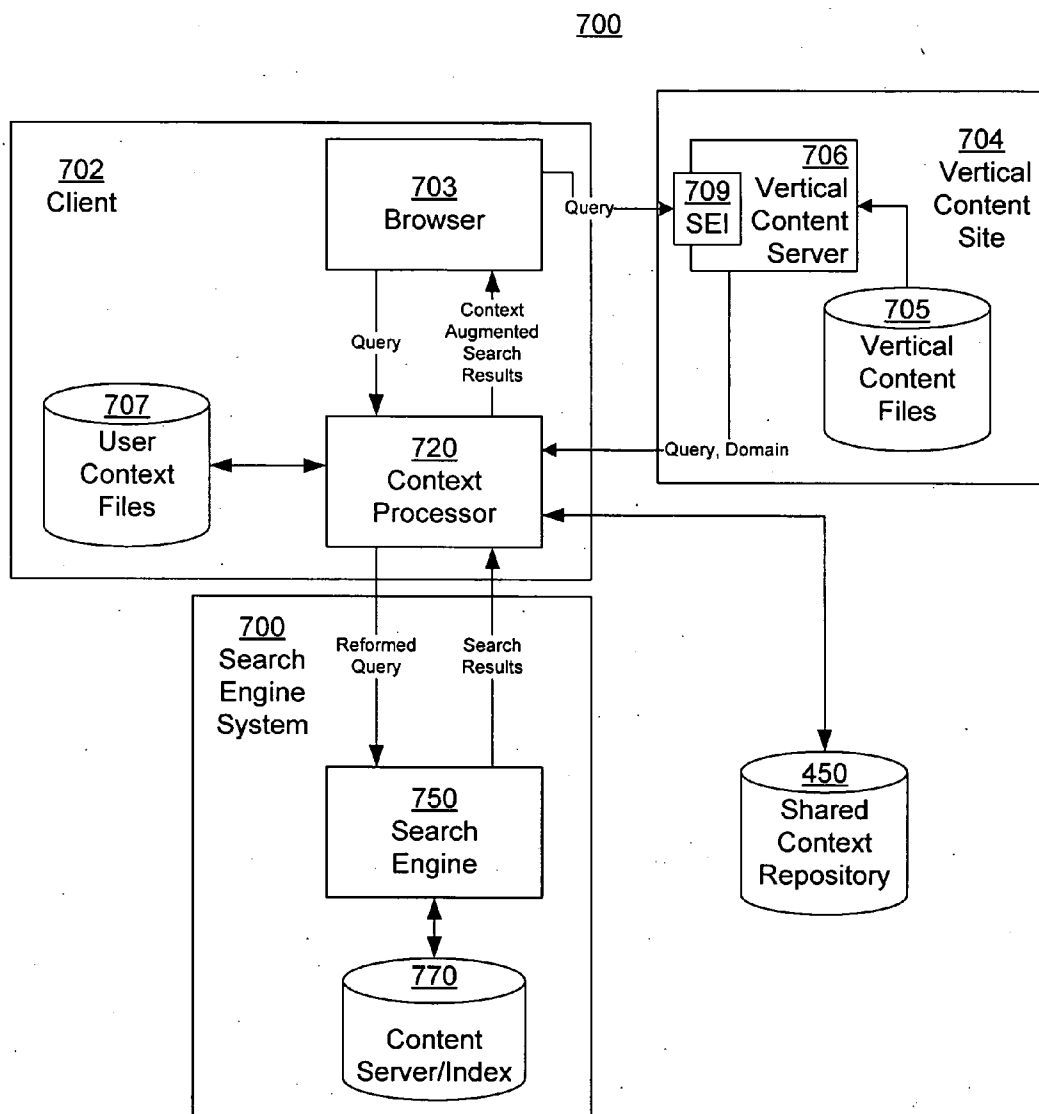 700
702
Client
703
Browser
Query
704
Vertical
Content
Site
706
Vertical
Content
Server
709
SEI
705
Vertical
Content
Files
Query
Context
Augmented
Search
Results
707
User
Context
Files
720
Context
Processor
Query, Domain
700
Search
Engine
System
Reformed
Query
Search
Results
750
Search
Engine
770
Content
Server/Index
450
Shared
Context
Repository